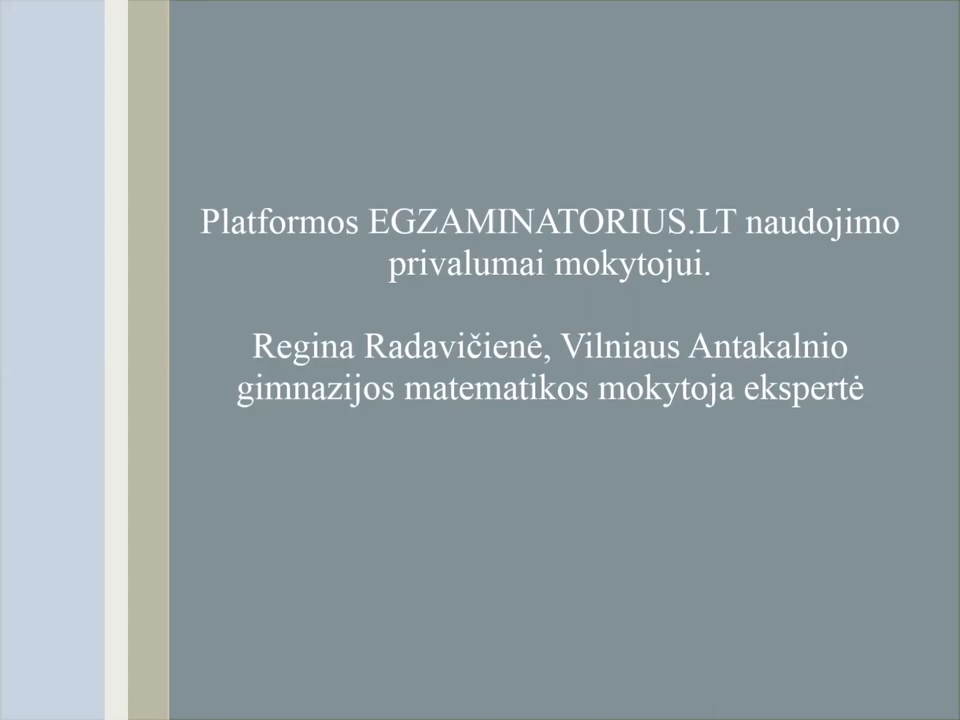 Platformos EGZAMINATORIUS.LT naudojimo
privalumai mokytojui.
Regina Radavičienė, Vilniaus Antakalnio
gimnazijos matematikos mokytoja ekspertė